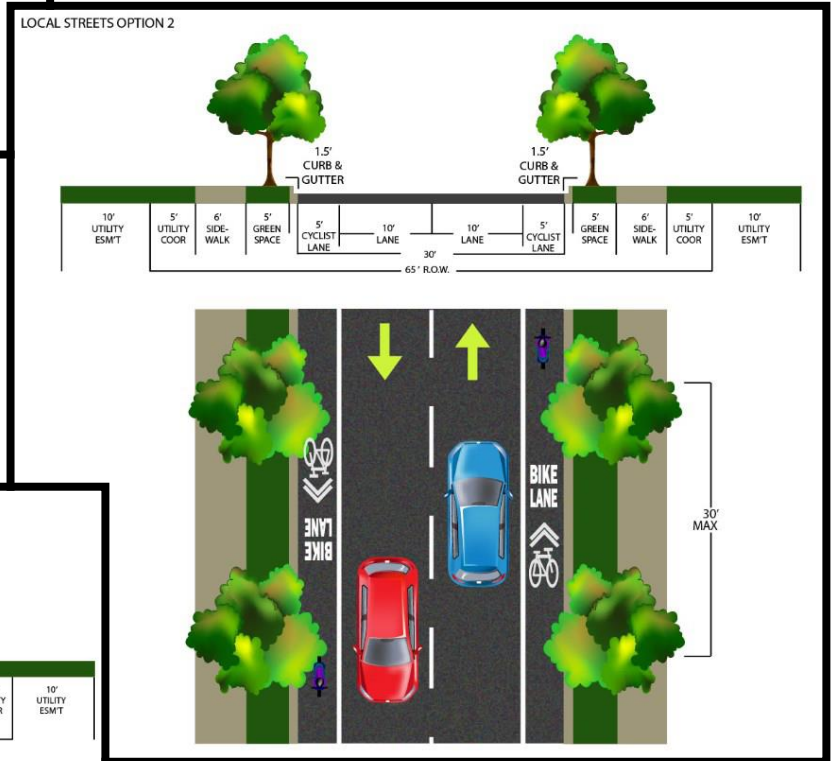 LOCAL STREETS OPTION 2
1.5'
CURB &
GUTTER
1.5'
CURB &
GUTTER
10'
UTILITY
ESM'T
5'
UTILITY
COOR
6'
SIDE-
WALK
5'
GREEN
SPACE
5'
CYCLIST
LANE
10'
LANE
10'
LANE
5'
CYCLIST
LANE
5'
GREEN
SPACE
6'
SIDE-
WALK
5'
UTILITY
COOR
10'
UTILITY
ESM'T
30'
65' R.O.W.
BIKE
LANE
BIKE
LANE
30'
MAX
10'
UTILITY
ESM'T